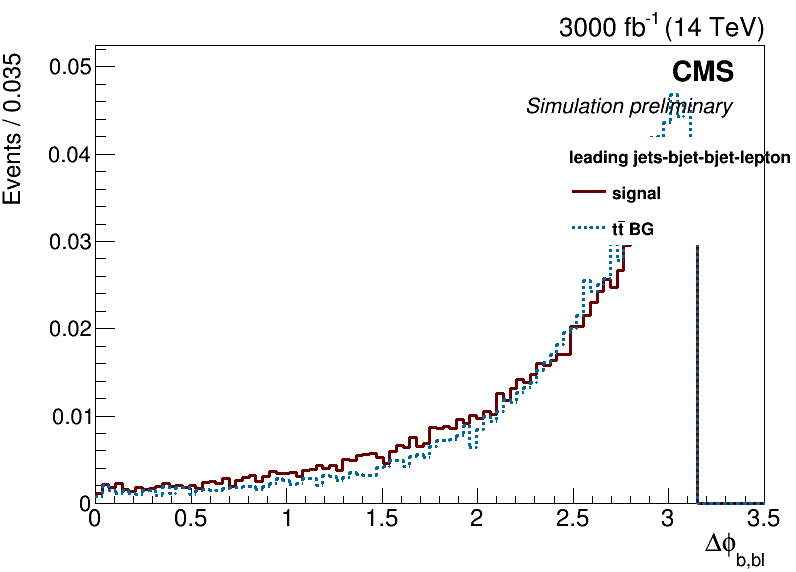 3000 fb-1 (14 TeV)
CMS
Simulation preliminary
leading jets-bjet-bjet-lepton
signal
tt̄ BG
Events / 0.035
0.05
0.04
0.03
0.02
0.01
0
0 0.5 1 1.5 2 2.5 3 3.5
Δϕb,bl